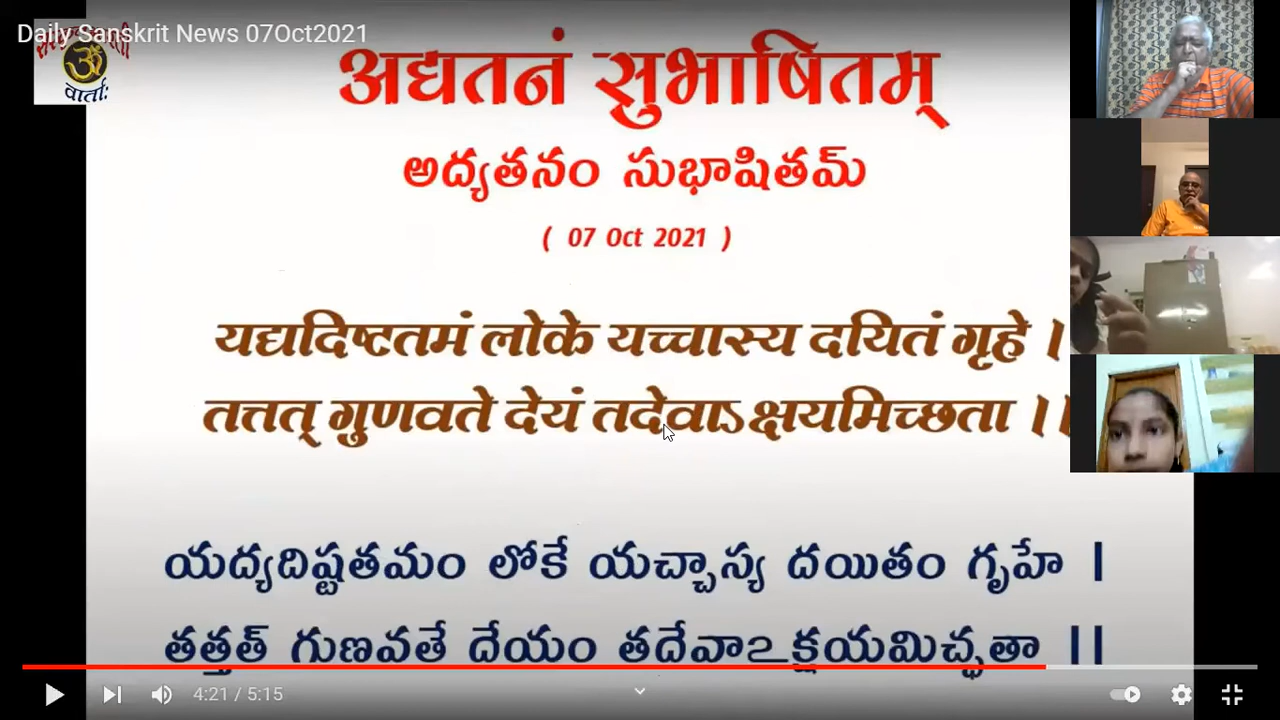 Daily Sanskrit News 07Oct2021
वार्ताः
अद्यतनं सुभाषितम्
అద్యతనం సుభాషితమ్
( 07 Oct 2021 )
यद्यदिष्टतमं लोके यच्चास्य दयितं गृहे ।
तत्तत् गुणवते देयं तदेवाऽक्षयमिच्छता ।।
యద్యదిష్టతమం లోకే యచ్చాస్య దయితం గృహే |
తత్తత్ గుణవతే దేయం తదేవాఽక్షయమిచ్ఛతా ||
4:21 / 5:15